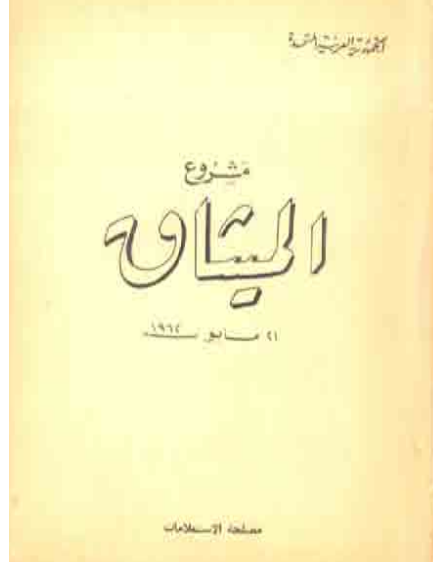 الجمهورية العربية المتحدة
مشروع
الميثاق
٢١ مايو ١٩٦٢
مصلحة الاستعلامات